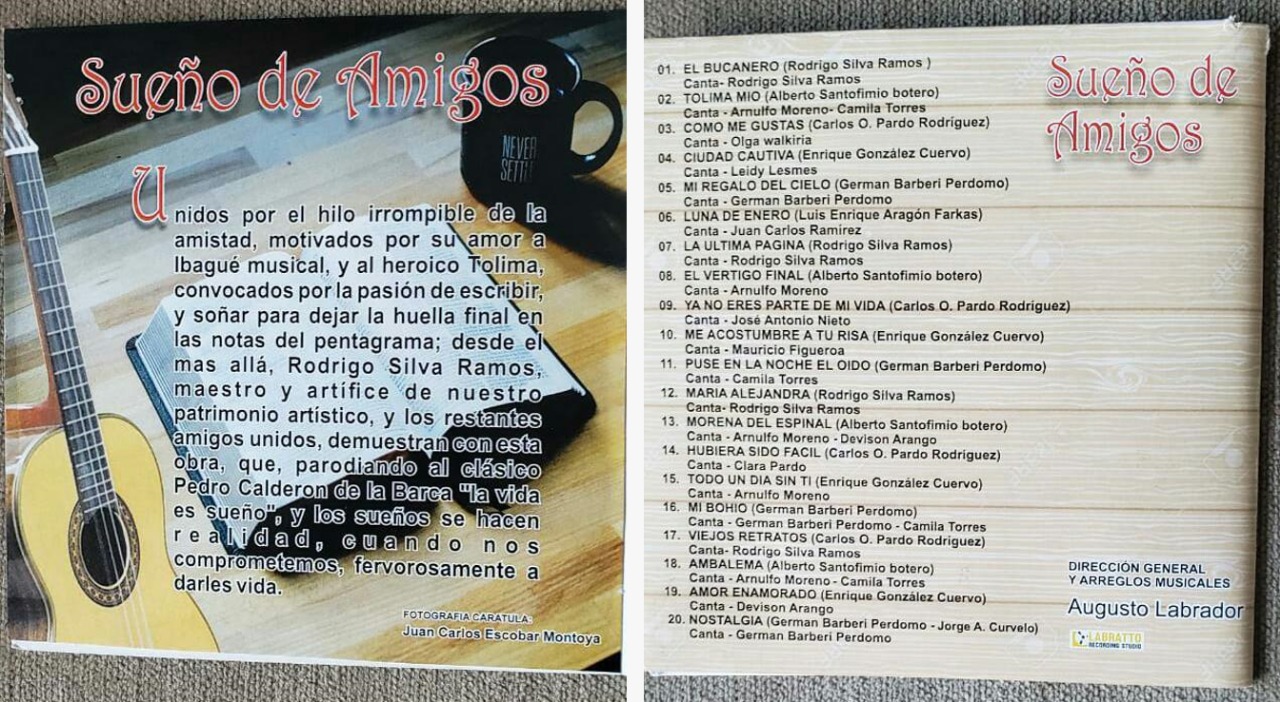 Sueño de Amigos
NEVER
SETTLE
Unidos por el hilo irrompible de la
amistad, motivados por su amor a
Ibagué musical, y al heroico Tolima,
convocados por la pasión de escribir,
y soñar para dejar la huella final en
las notas del pentagrama; desde el
mas allá, Rodrigo Silva Ramos,
maestro y artífice de nuestro
patrimonio artístico, y los restantes
amigos unidos, demuestran con esta
obra, que, parodiando al clásico
Pedro Calderon de la Barca "la vida
es sueño", y los sueños se hacen
realidad, cuando nos
comprometemos, fervorosamente a
darles vida.
FOTOGRAFIA CARATULA:
Juan Carlos Escobar Montoya
Sueño de
Amigos
01. EL BUCANERO (Rodrigo Silva Ramos )
Canta- Rodrigo Silva Ramos
02. TOLIMA MIO (Alberto Santofimio botero)
Canta - Arnulfo Moreno- Camila Torres
03. COMO ME GUSTAS (Carlos O. Pardo Rodríguez)
Canta - Olga walkiria
04. CIUDAD CAUTIVA (Enrique González Cuervo)
Canta - Leidy Lesmes
05. MI REGALO DEL CIELO (German Barberi Perdomo)
Canta - German Barberi Perdomo
06. LUNA DE ENERO (Luis Enrique Aragón Farkas)
Canta - Juan Carlos Ramirez
07. LA ULTIMA PAGINA (Rodrigo Silva Ramos)
Canta - Rodrigo Silva Ramos
08. EL VERTIGO FINAL (Alberto Santofimio botero)
Canta - Arnulfo Moreno
09. YA NO ERES PARTE DE MI VIDA (Carlos O. Pardo Rodríguez)
Canta - José Antonio Nieto
10. ME ACOSTUMBRE A TU RISA (Enrique González Cuervo)
Canta - Mauricio Figueroa
11. PUSE EN LA NOCHE EL OIDO (German Barberi Perdomo)
Canta - Camila Torres
12. MARIA ALEJANDRA (Rodrigo Silva Ramos)
Canta- Rodrigo Silva Ramos
13. MORENA DEL ESPINAL (Alberto Santofimio botero)
Canta - Arnulfo Moreno - Devison Arango
14. HUBIERA SIDO FACIL (Carlos O. Pardo Rodriguez)
Canta - Clara Pardo
15. TODO UN DIA SIN TI (Enrique González Cuervo)
Canta - Arnulfo Moreno
16. MI BOHIO (German Barberi Perdomo)
Canta - German Barberi Perdomo - Camila Torres
17. VIEJOS RETRATOS (Carlos O. Pardo Rodriguez)
Canta- Rodrigo Silva Ramos
18. AMBALEMA (Alberto Santofimio botero)
Canta - Arnulfo Moreno - Camila Torres
19. AMOR ENAMORADO (Enrique González Cuervo)
Canta - Devison Arango
20. NOSTALGIA (German Barberi Perdomo - Jorge A. Curvelo)
Canta - German Barberi Perdomo
DIRECCIÓN GENERAL
Y ARREGLOS MUSICALES
Augusto Labrador
LABRATTO
RECORDING STUDIO